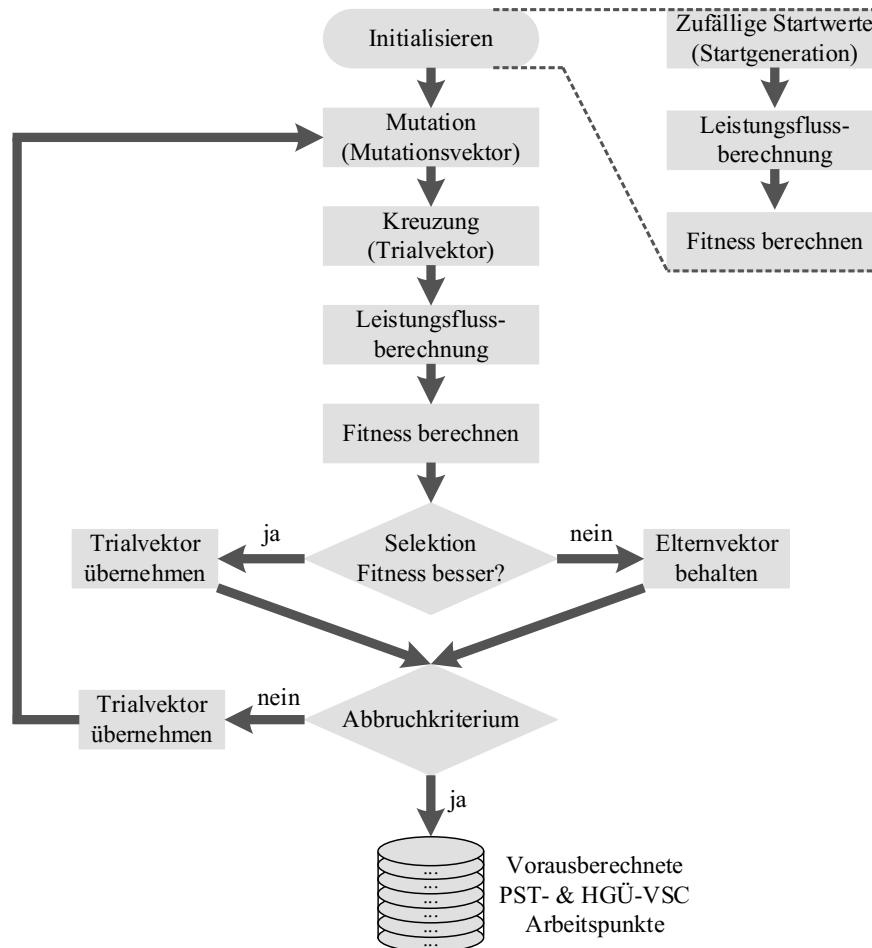 Initialisieren
Zufällige Startwerte
(Startgeneration)
Leistungsfluss-
berechnung
Fitness berechnen
Mutation
(Mutationsvektor)
Kreuzung
(Trialvektor)
Leistungsfluss-
berechnung
Fitness berechnen
Selektion
Fitness besser?
ja
nein
Trialvektor
übernehmen
Elternvektor
behalten
Abbruchkriterium
nein
Trialvektor
übernehmen
ja
...
...
...
...
...
...
Vorausberechnete
PST- & HGÜ-VSC
Arbeitspunkte